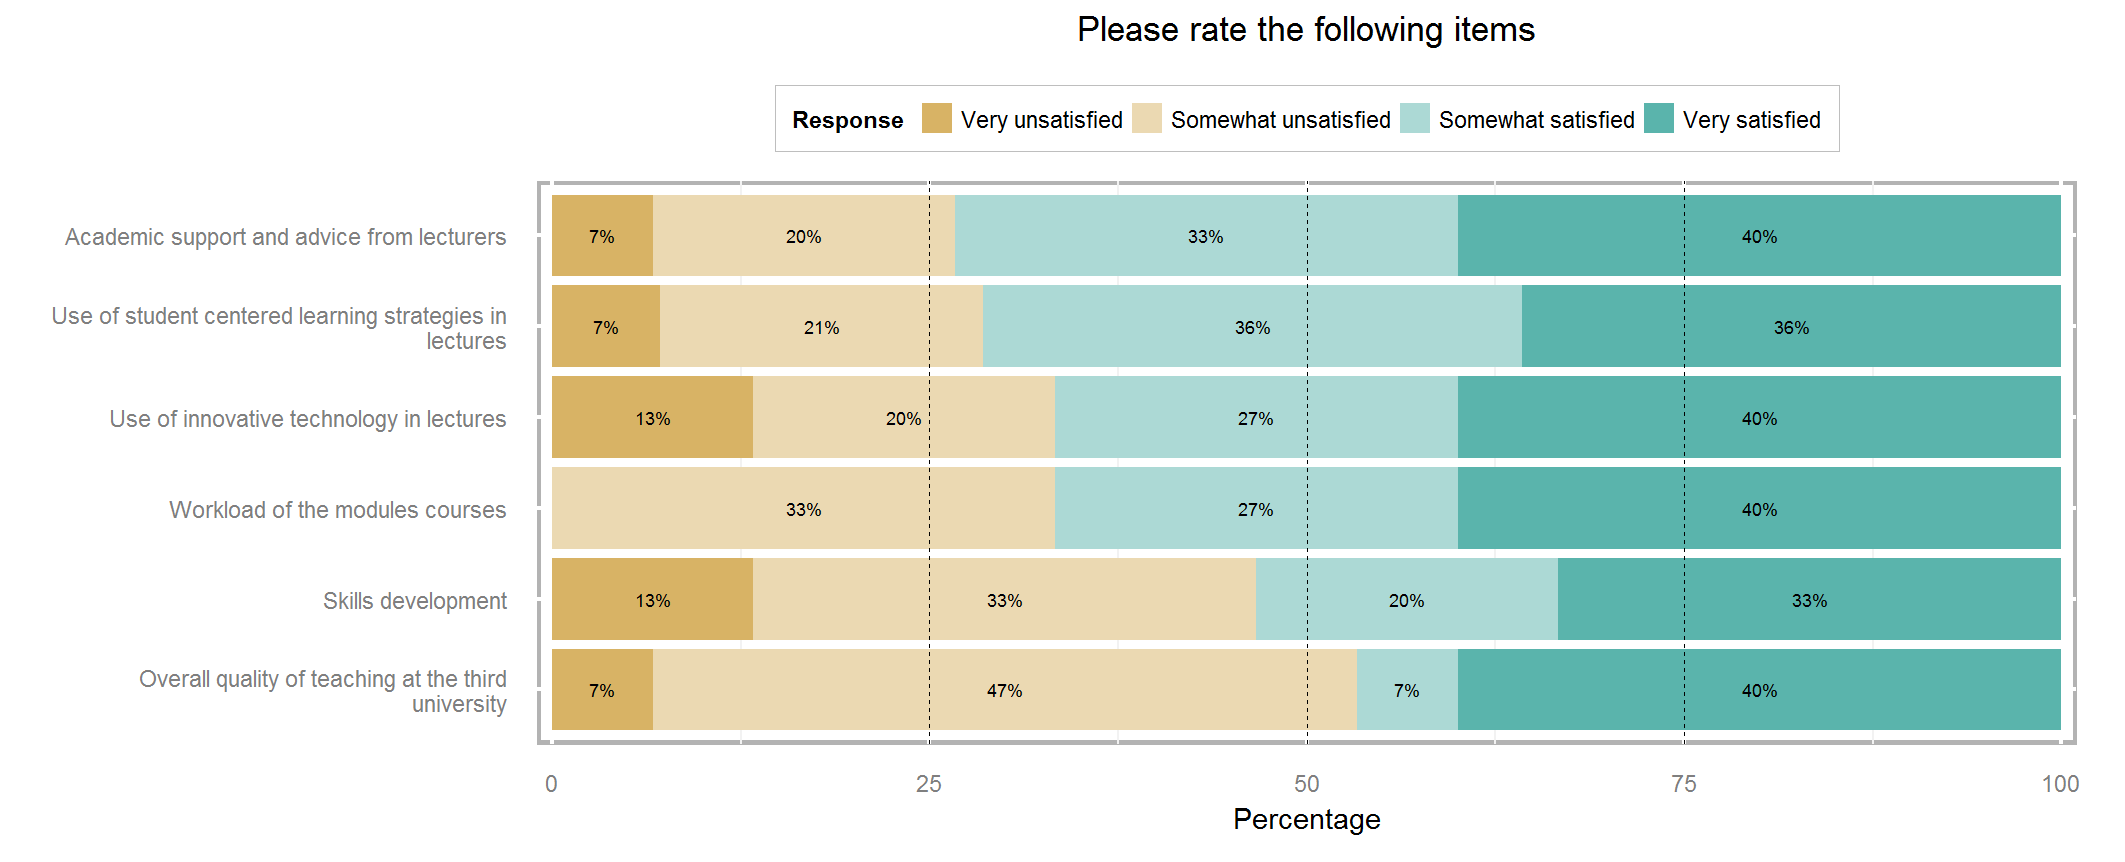 Please rate the following items
Response Very unsatisfied Somewhat unsatisfied Somewhat satisfied Very satisfied
Academic support and advice from lecturers 7% 20% 33% 40%
Use of student centered learning strategies in
lectures
7% 21% 36% 36%
Use of innovative technology in lectures 13% 20% 27% 40%
Workload of the modules courses 33% 27% 40%
Skills development 13% 33% 20% 33%
Overall quality of teaching at the third
university
7% 47% 7% 40%
0 25 50 75 100
Percentage